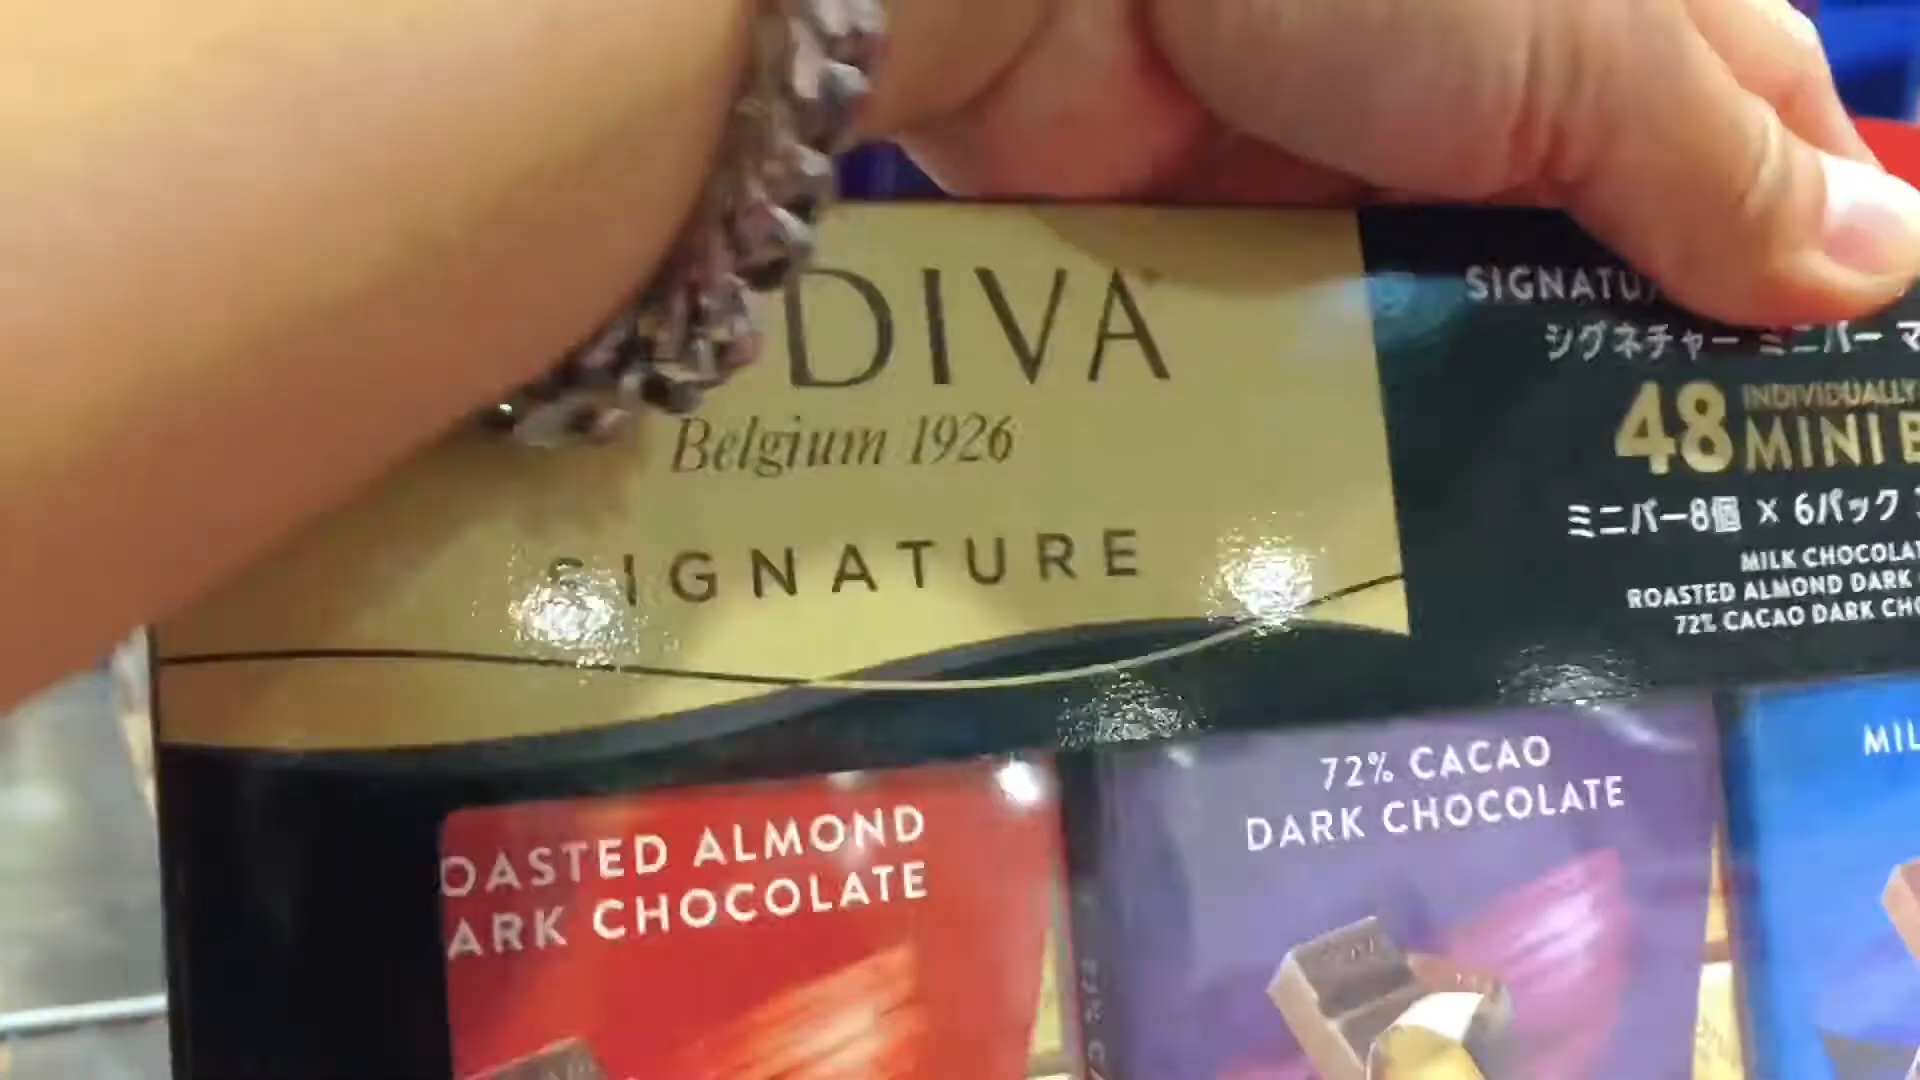 DIVA
Belgium 1926
SIGNATURE
SIGNATU
シグネチャー ミニバー マ
48 INDIVIDUALLY
MINI B
ミニバー8個 × 6パック
MILK CHOCOLAT
ROASTED ALMOND DARK
72% CACAO DARK CHO
OASTED ALMOND
ARK CHOCOLATE
72% CACAO
DARK CHOCOLATE
MIL